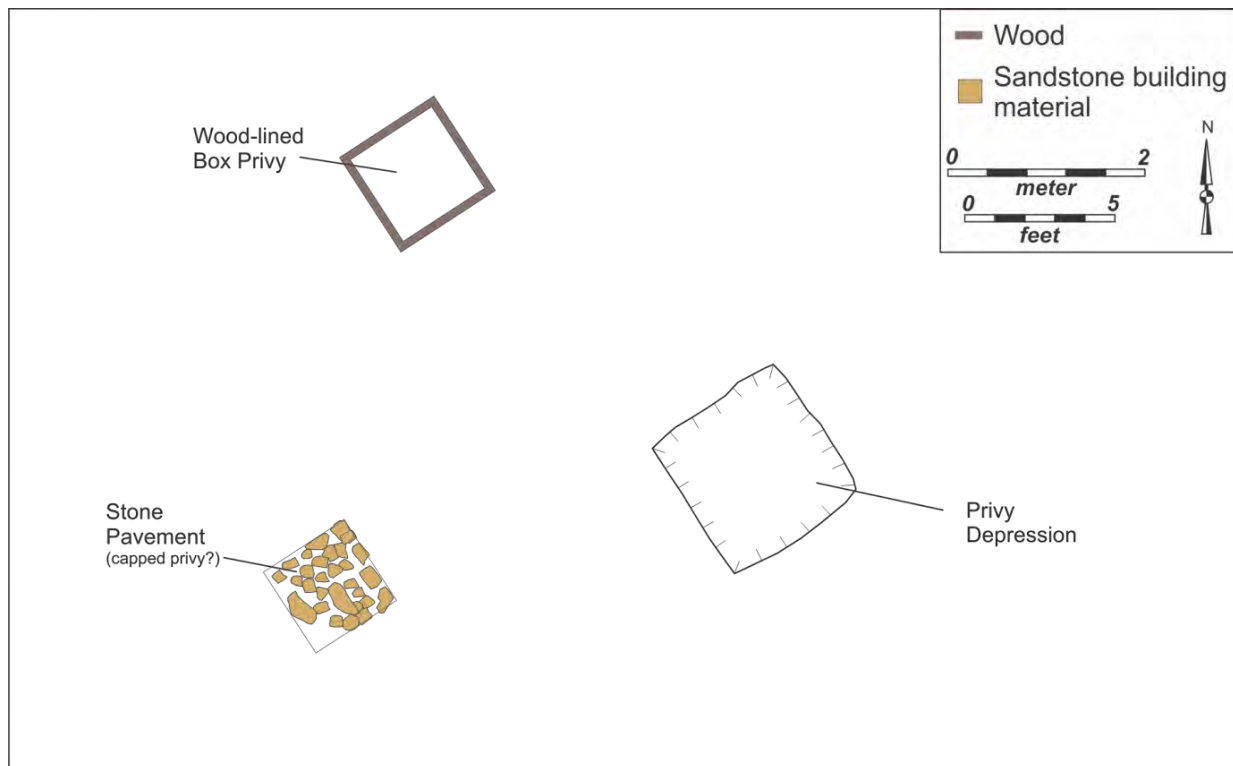 Wood-lined
Box Privy
Stone
Pavement
(capped privy?)
Privy
Depression
Wood
Sandstone building
material
0 2
meter
0 5
feet
N